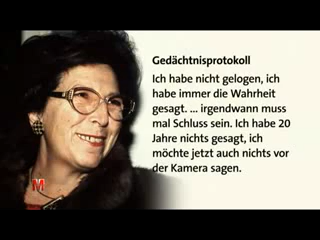 Gedächtnisprotokoll
Ich habe nicht gelogen, ich
habe immer die Wahrheit
gesagt. ... irgendwann muss
mal Schluss sein. Ich habe 20
Jahre nichts gesagt, ich
möchte jetzt auch nichts vor
der Kamera sagen.
M